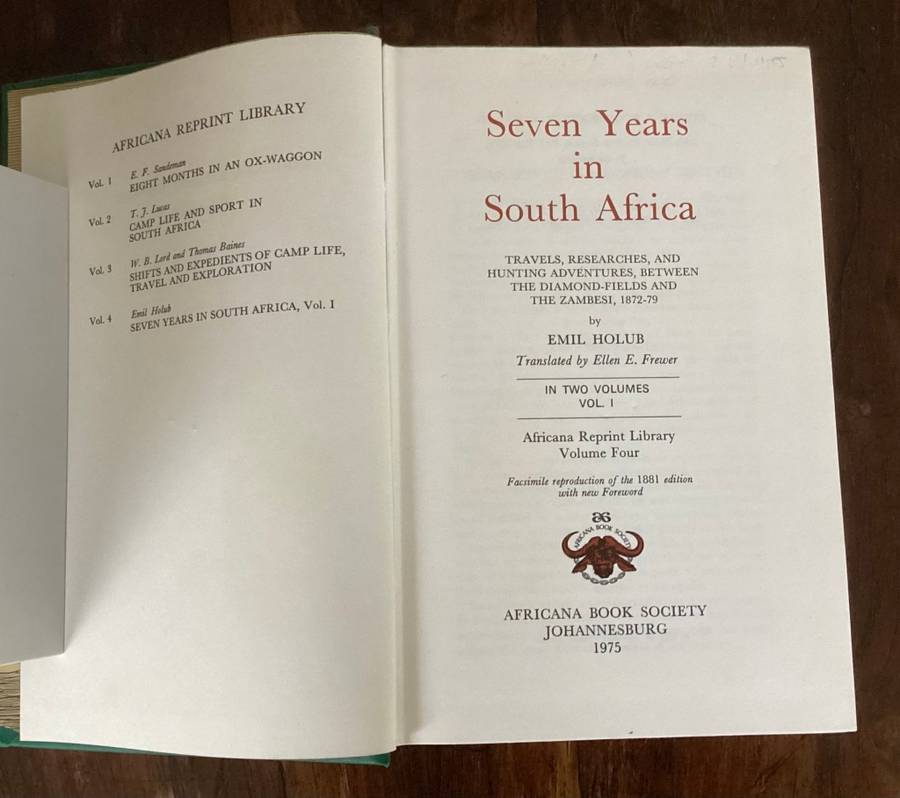 AFRICANA REPRINT LIBRARY
Vol. 1 E. F. Sandeman
EIGHT MONTHS IN AN OX-WAGGON
Vol. 2 T. J. Lucas
CAMP LIFE AND SPORT IN
SOUTH AFRICA
Vol. 3 W. B. Lord and Thomas Baines
SHIFTS AND EXPEDIENTS OF CAMP LIFE,
TRAVEL AND EXPLORATION
Vol. 4 Emil Holub
SEVEN YEARS IN SOUTH AFRICA, Vol. I
Seven Years
in
South Africa
TRAVELS, RESEARCHES, AND
HUNTING ADVENTURES, BETWEEN
THE DIAMOND-FIELDS AND
THE ZAMBESI, 1872-79
by
EMIL HOLUB
Translated by Ellen E. Frewer
IN TWO VOLUMES
VOL. I
Africana Reprint Library
Volume Four
Facsimile reproduction of the 1881 edition
with new Foreword
AFRICANA BOOK SOCIETY
AFRICANA BOOK SOCIETY
JOHANNESBURG
1975